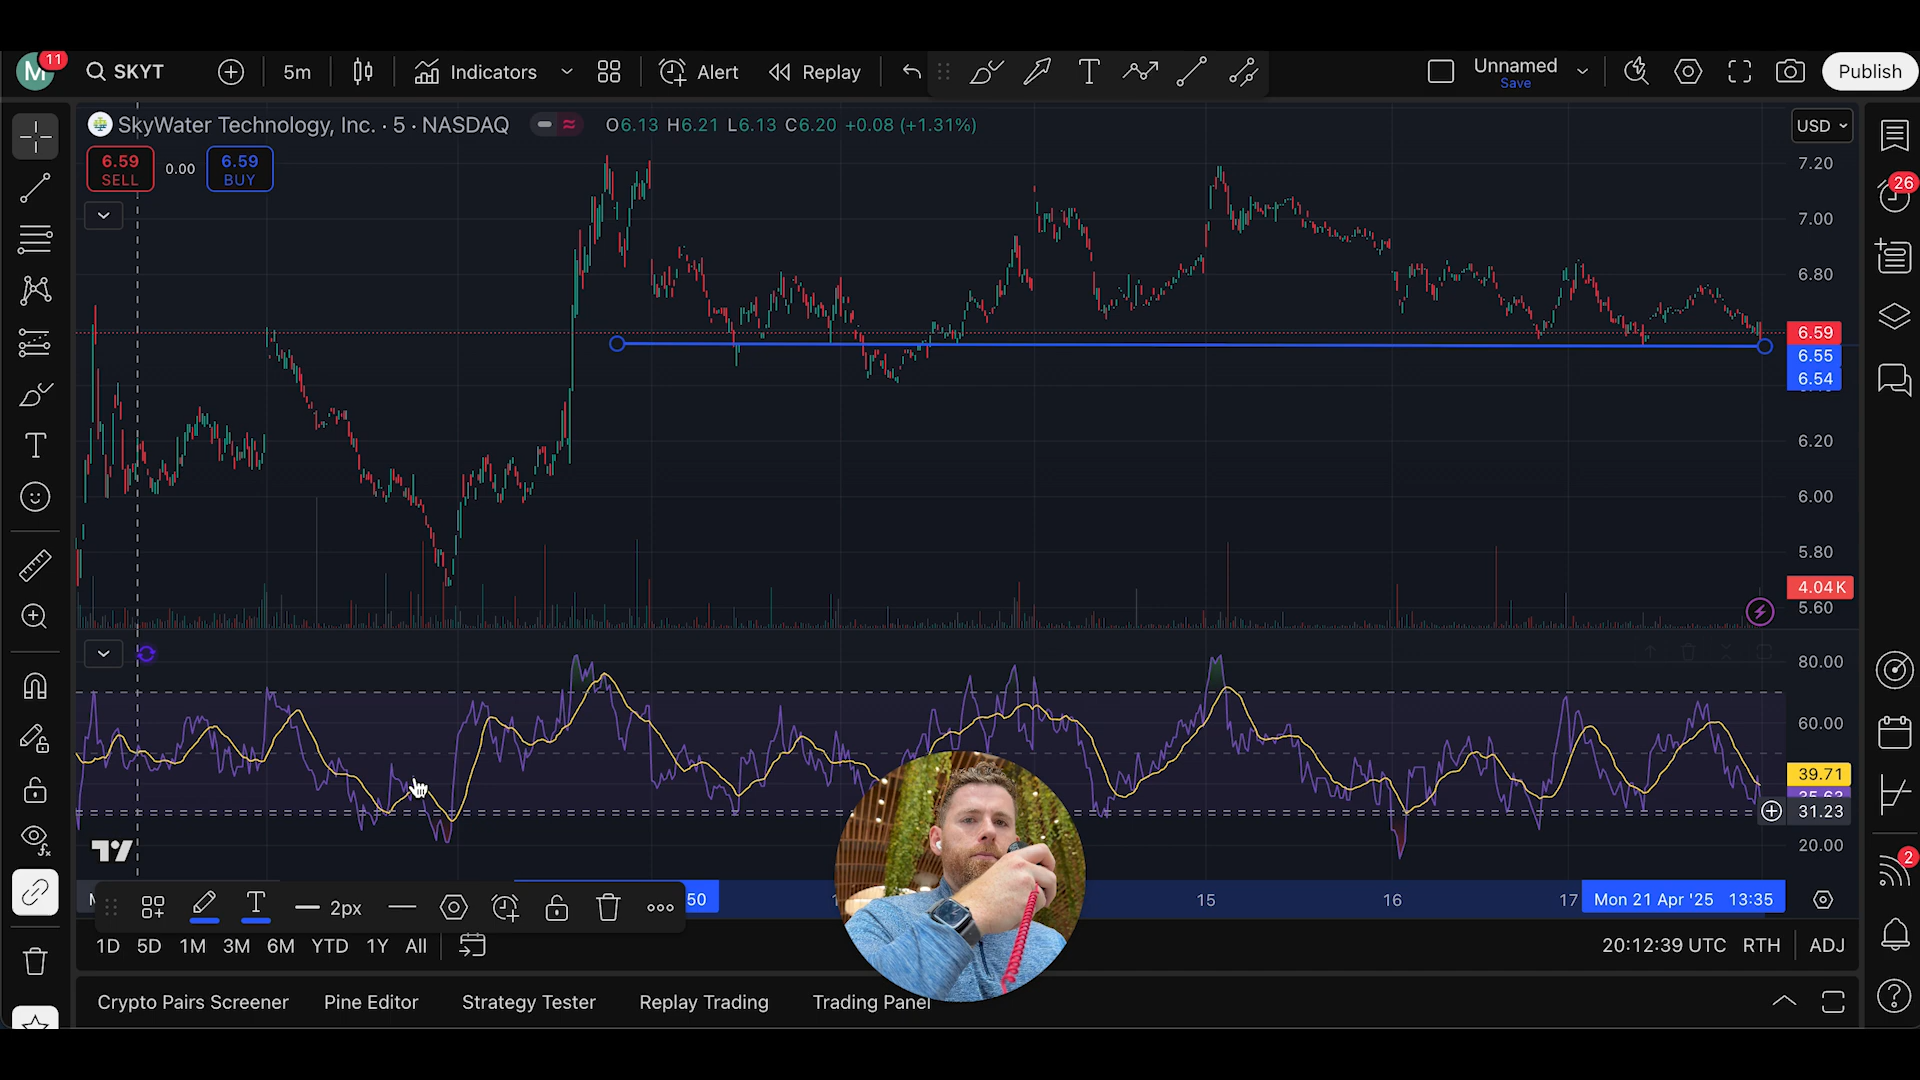 M 11 SKYT 5m Indicators Alert Replay Unnamed Publish
Save
SkyWater Technology, Inc. · 5 · NASDAQ O6.13 H6.21 L6.13 C6.20 +0.08 (+1.31%) USD
6.59 SELL 0.00 6.59 BUY
7.20
26
7.00
6.80
6.59
6.55
6.54
6.20
6.00
5.80
4.04K
5.60
80.00
60.00
39.71
31.23
20.00
2
2px 50 15 16 17 Mon 21 Apr '25 13:35
1D 5D 1M 3M 6M YTD 1Y All 20:12:39 UTC RTH ADJ
Crypto Pairs Screener Pine Editor Strategy Tester Replay Trading Trading Panel